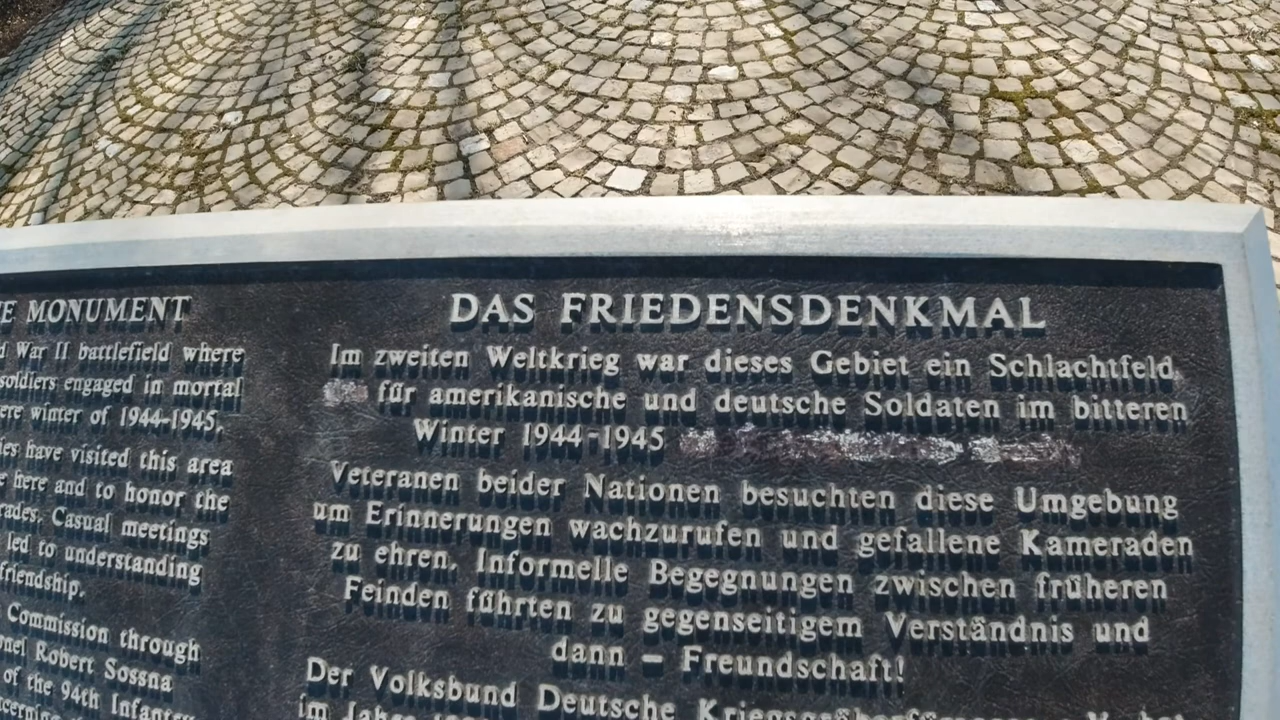 MONUMENT
War II battlefield where
soldiers engaged in mortal
winter of 1944-1945.
have visited this area
here and to honor the
Casual meetings
led to understanding
friendship.
Commission through
Robert Sossna
of the 94th Infantry
DAS FRIEDENSDENKMAL
Im zweiten Weltkrieg war dieses Gebiet ein Schlachtfeld
für amerikanische und deutsche Soldaten im bitteren
Winter 1944-1945
Veteranen beider Nationen besuchten diese Umgebung
um Erinnerungen wachzurufen und gefallene Kameraden
zu ehren. Informelle Begegnungen zwischen früheren
Feinden führten zu gegenseitigem Verständnis und
dann – Freundschaft!
Der Volksbund Deutsche
im Jahre